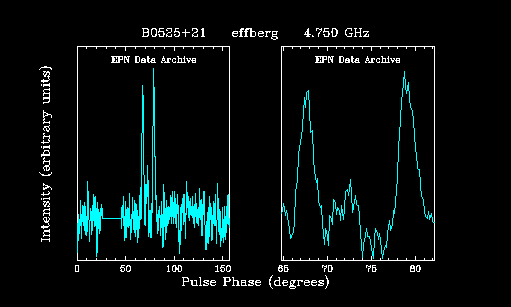 B0525+21 effberg 4.750 GHz
EPN Data Archive
EPN Data Archive
Intensity (arbitrary units)
0 50 100 150
65 70 75 80
Pulse Phase (degrees)